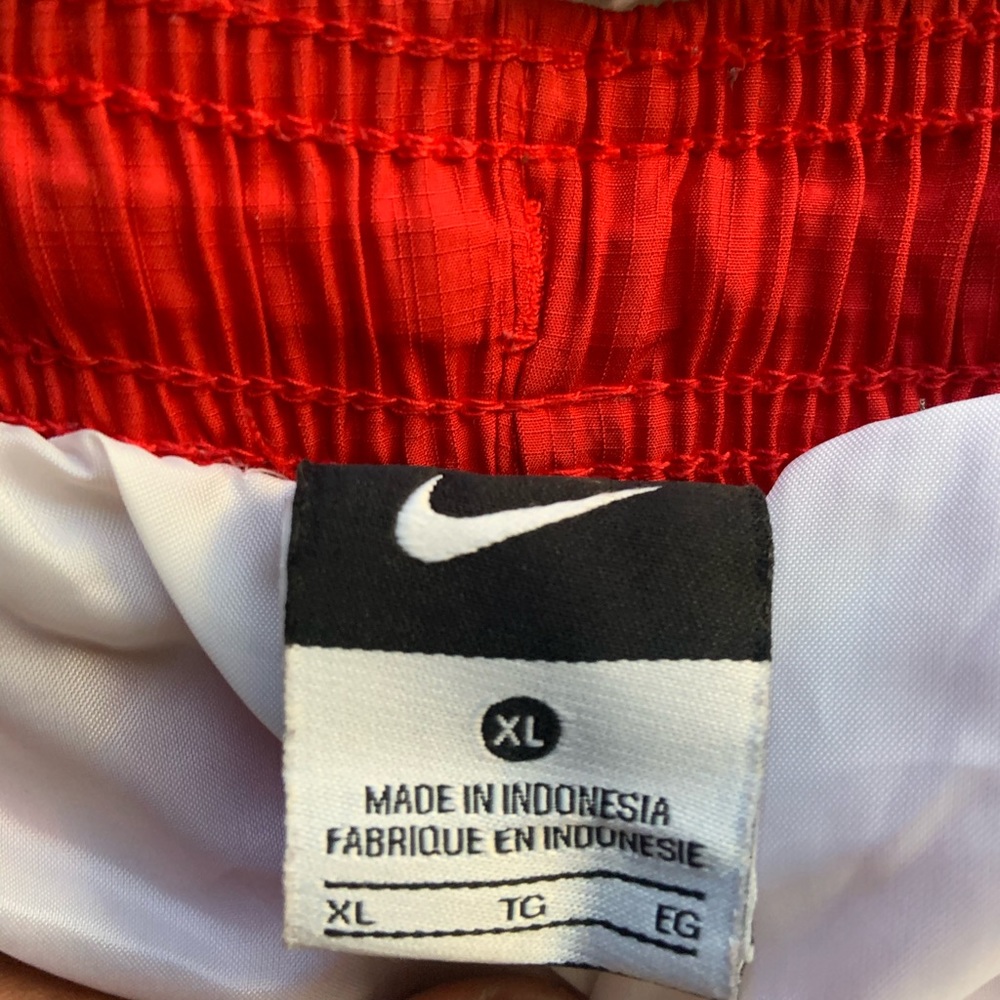 XL
MADE IN INDONESIA
FABRIQUE EN INDONESIE
XL TG EG